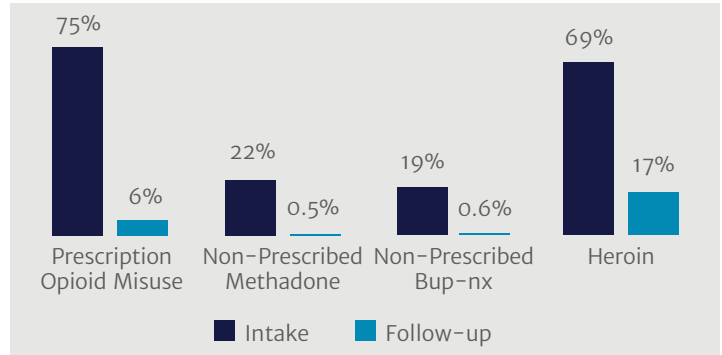 75%
69%
22%
19%
17%
6%
0.5%
0.6%
Prescription Opioid Misuse
Non-Prescribed Methadone
Non-Prescribed Bup-nx
Heroin
Intake
Follow-up